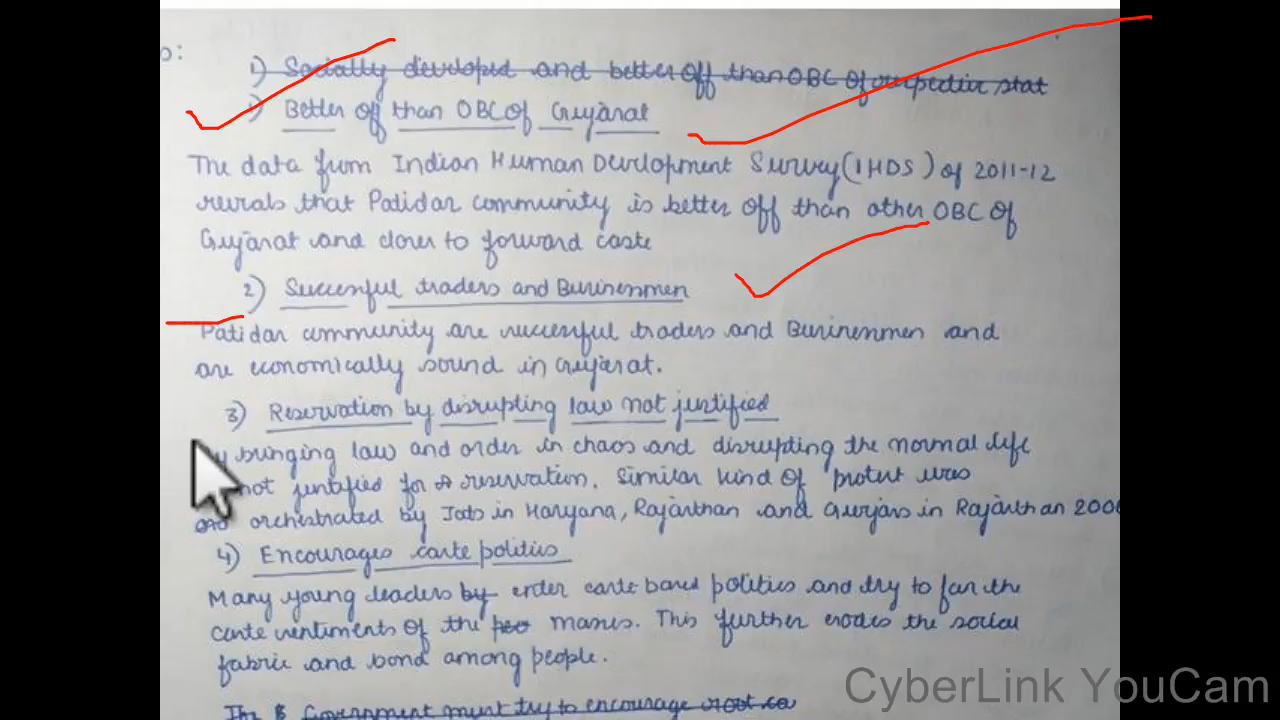 1) Socially developed and better off than OBC Of stat
1) Better off than OBC Of Gujarat
The data from Indian Human Development Survey (IHDS) of 2011-12
reveals that Patidar community is better off than other OBC Of
Gujarat and closer to forward caste
2) Successful traders and Businessmen
Patidar community are successful traders and Businessmen and
are economically sound in Gujarat.
3) Reservation by disrupting law not justified
bringing law and order in chaos and disrupting the normal life
not justified for reservation. Similar kind Of protest was
orchestrated by Jats in Haryana, Rajasthan and Gurjars in Rajasthan
4) Encourages caste politics
Many young leaders by enter caste based politics and try to fan the
caste sentiments Of the masses. This further erodes the social
fabric and bond among people.
Government must try to encourage
CyberLink YouCam